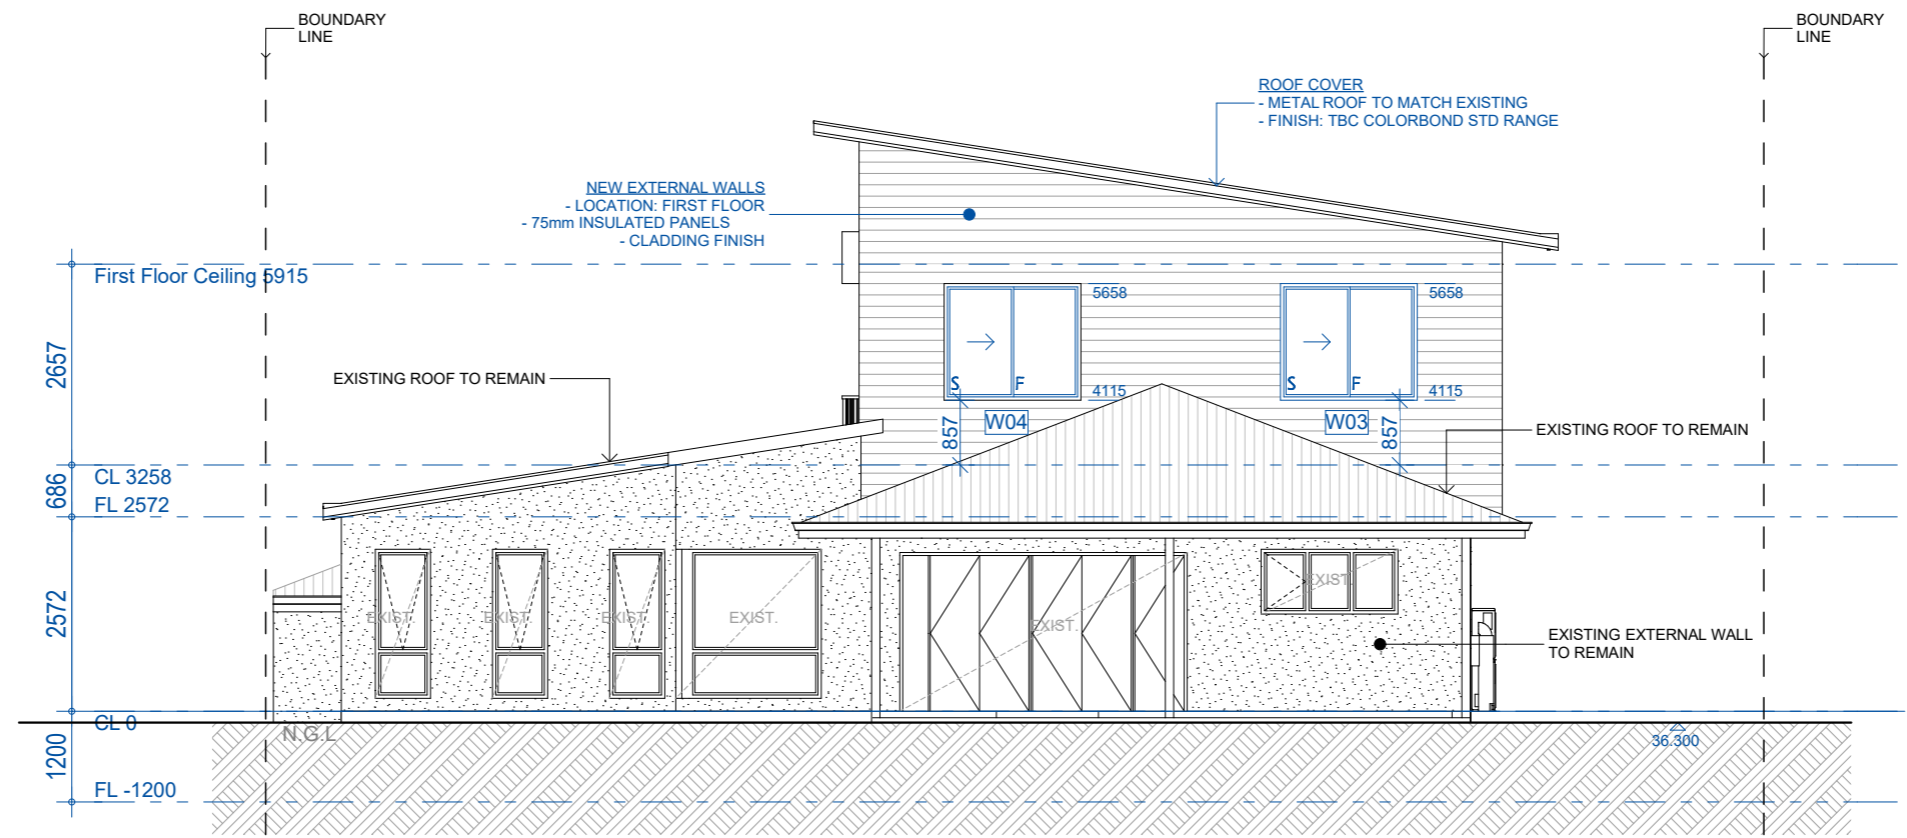 BOUNDARY
LINE
BOUNDARY
LINE
ROOF COVER
- METAL ROOF TO MATCH EXISTING
- FINISH: TBC COLORBOND STD RANGE
NEW EXTERNAL WALLS
- LOCATION: FIRST FLOOR
- 75mm INSULATED PANELS
- CLADDING FINISH
First Floor Ceiling 5915
5658
5658
2657
EXISTING ROOF TO REMAIN
S F
S F
4115
4115
W04
W03
857
857
EXISTING ROOF TO REMAIN
CL 3258
686
FL 2572
2572
EXIST.
EXIST.
EXIST.
EXIST.
EXIST.
EXIST.
EXISTING EXTERNAL WALL
TO REMAIN
CL 0
N.G.L
36.300
1200
FL -1200